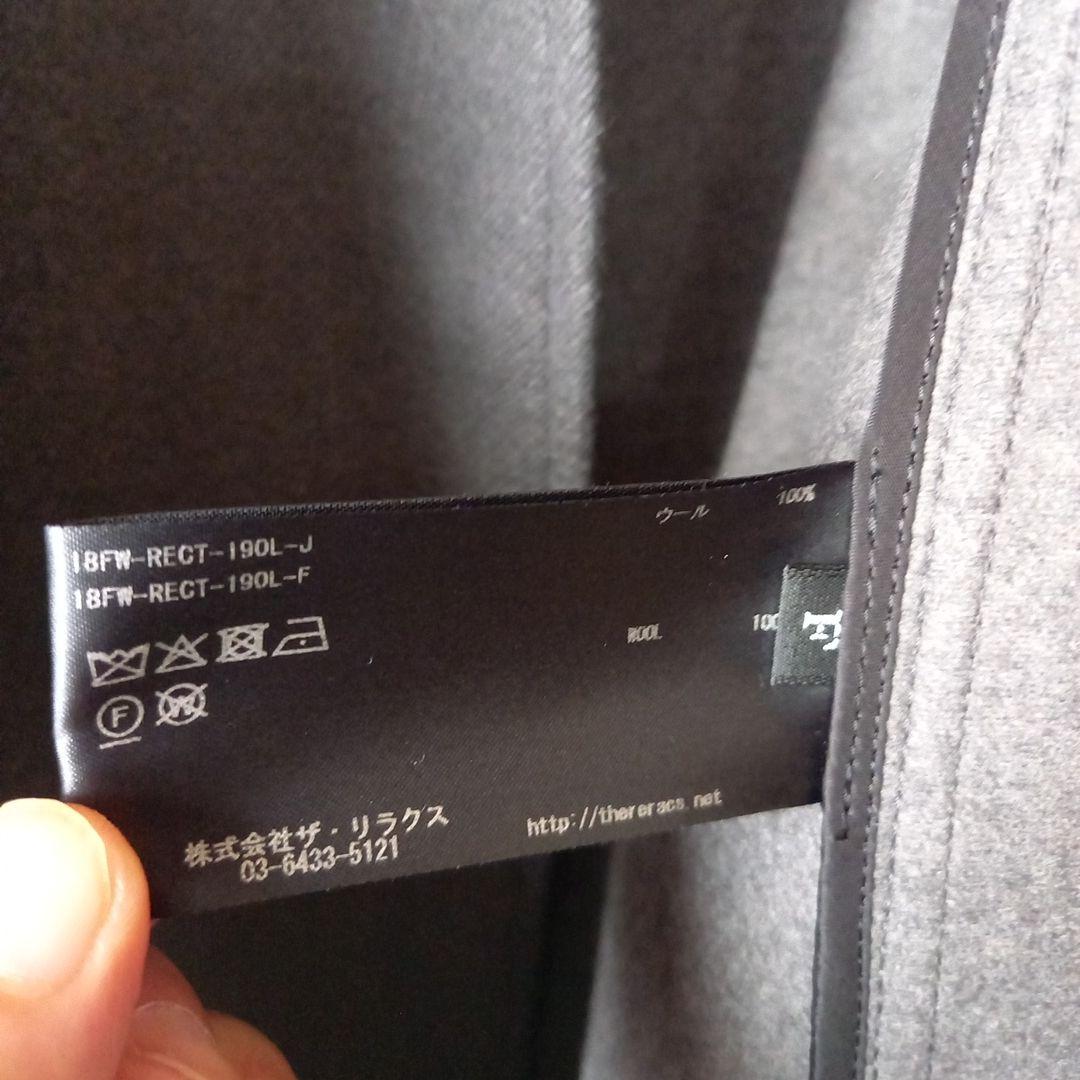 18FW-RECT-190L-J
18FW-RECT-190L-F
ウール 100%
WOOL 100
F
W
株式会社ザ・リラクス
03-6433-5121
http://thereracs.net